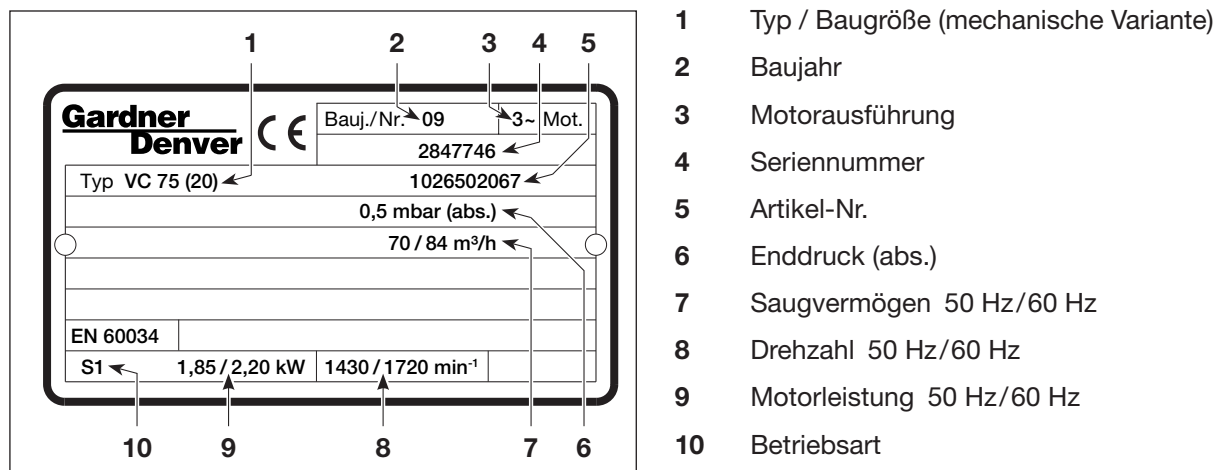 1 2 3 4 5
Gardner
Denver
CE
Bauj./Nr. 09 3~ Mot.
2847746
Typ VC 75 (20) 1026502067
0,5 mbar (abs.)
70 / 84 m³/h
EN 60034
S1 1,85 / 2,20 kW 1430 / 1720 min⁻¹
10 9 8 7 6
1 Typ / Baugröße (mechanische Variante)
2 Baujahr
3 Motorausführung
4 Seriennummer
5 Artikel-Nr.
6 Enddruck (abs.)
7 Saugvermögen 50 Hz/60 Hz
8 Drehzahl 50 Hz/60 Hz
9 Motorleistung 50 Hz/60 Hz
10 Betriebsart